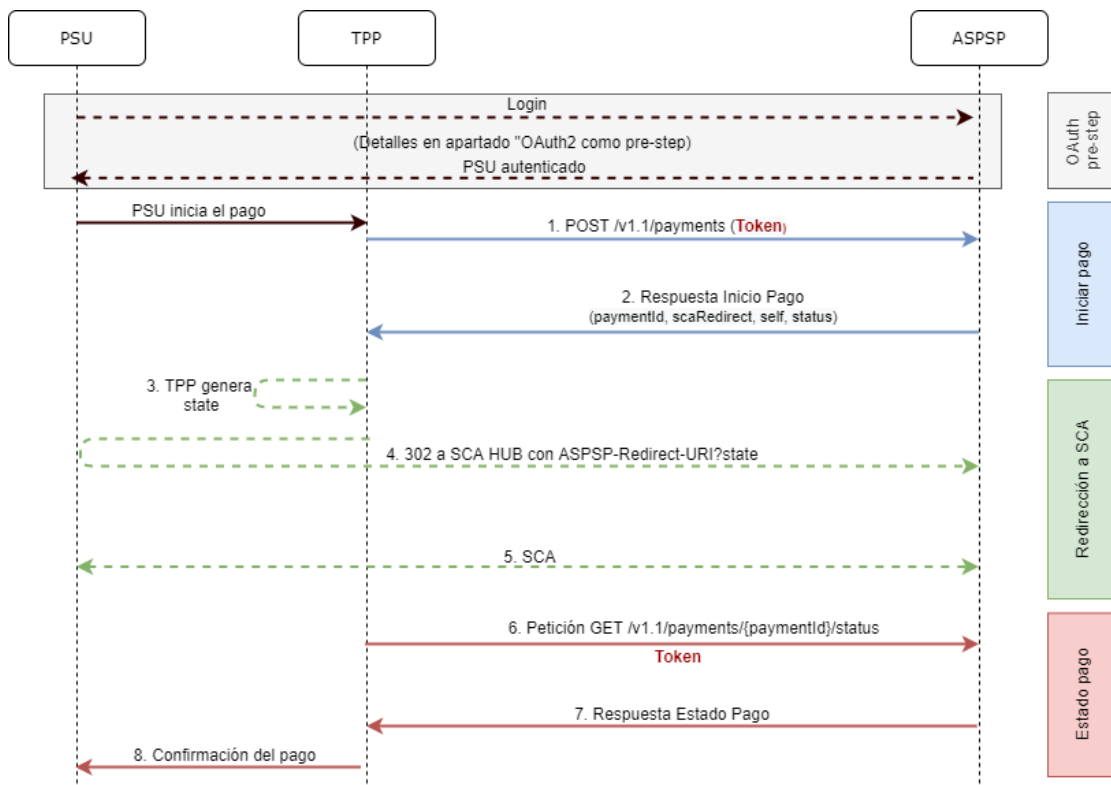 PSU
TPP
ASPSP
Login
(Detalles en apartado "OAuth2 como pre-step)
PSU autenticado
OAuth
pre-step
PSU inicia el pago
1. POST /v1.1/payments (Token)
2. Respuesta Inicio Pago
(paymentId, scaRedirect, self, status)
Iniciar pago
3. TPP genera
state
4. 302 a SCA HUB con ASPSP-Redirect-URI?state
5. SCA
Redirección a SCA
6. Petición GET /v1.1/payments/{paymentId}/status
Token
7. Respuesta Estado Pago
8. Confirmación del pago
Estado pago